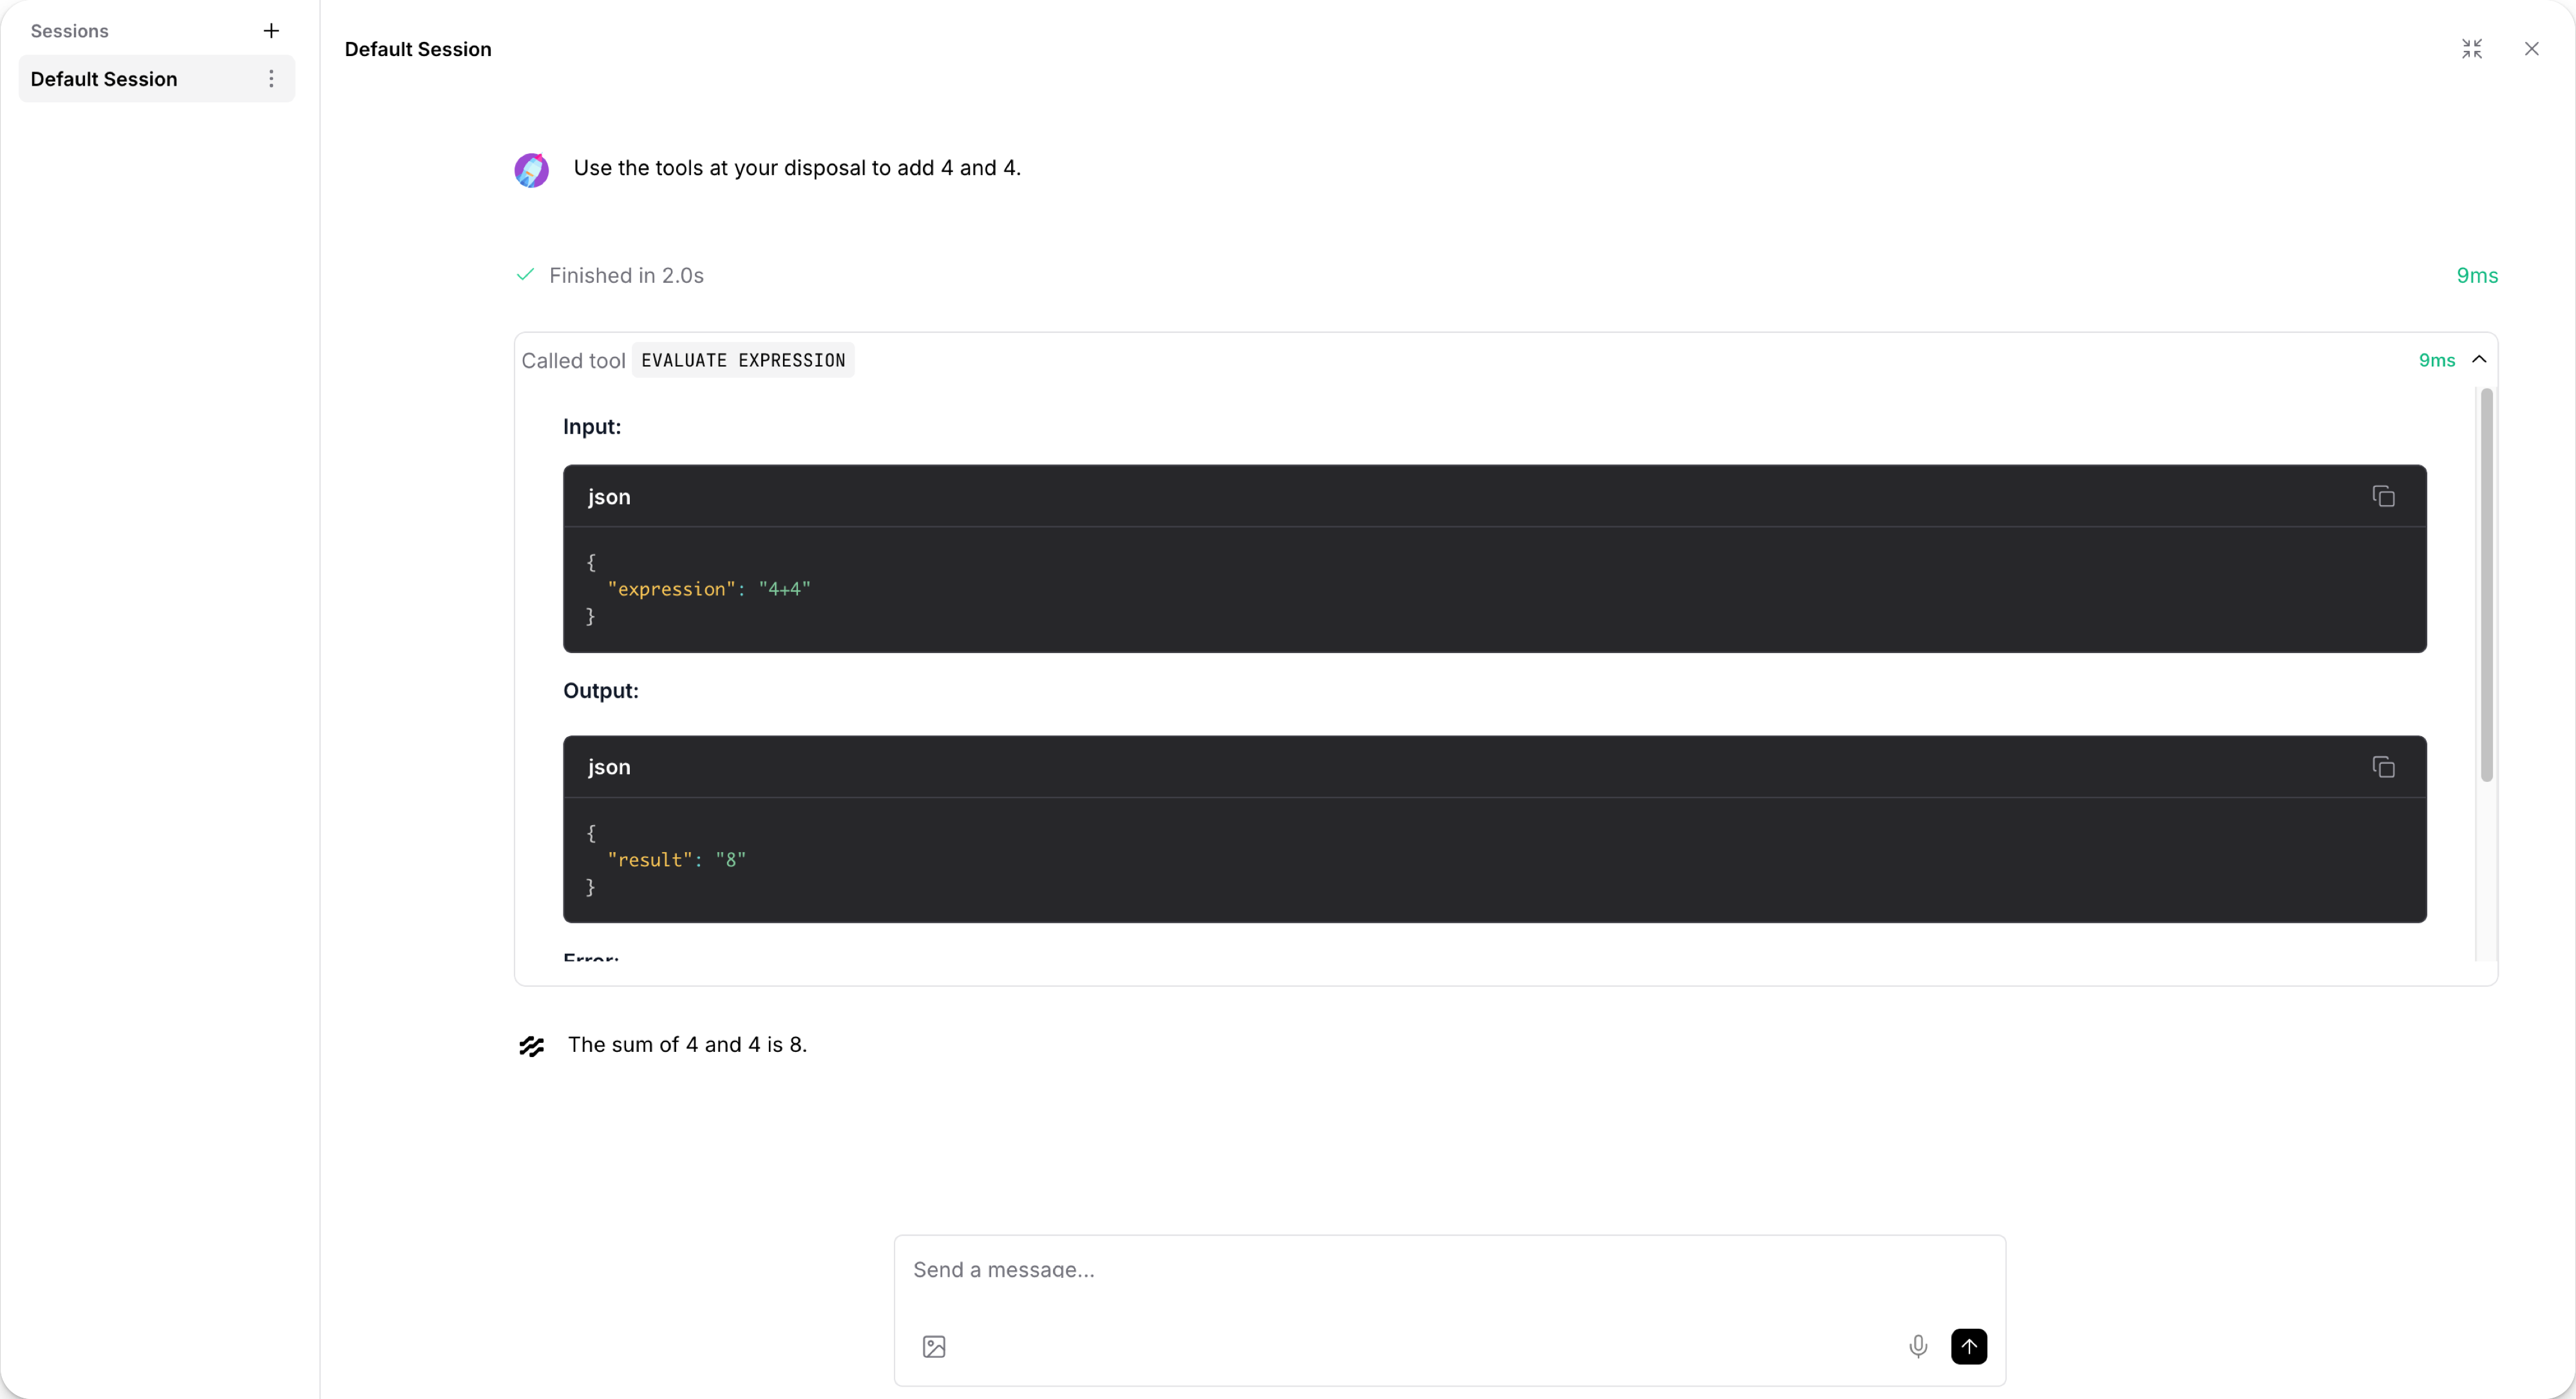 Sessions
Default Session
Default Session
Use the tools at your disposal to add 4 and 4.
Finished in 2.0s
9ms
Called tool EVALUATE EXPRESSION
9ms
Input:
json
{
"expression": "4+4"
}
Output:
json
{
"result": "8"
}
Error:
The sum of 4 and 4 is 8.
Send a message...